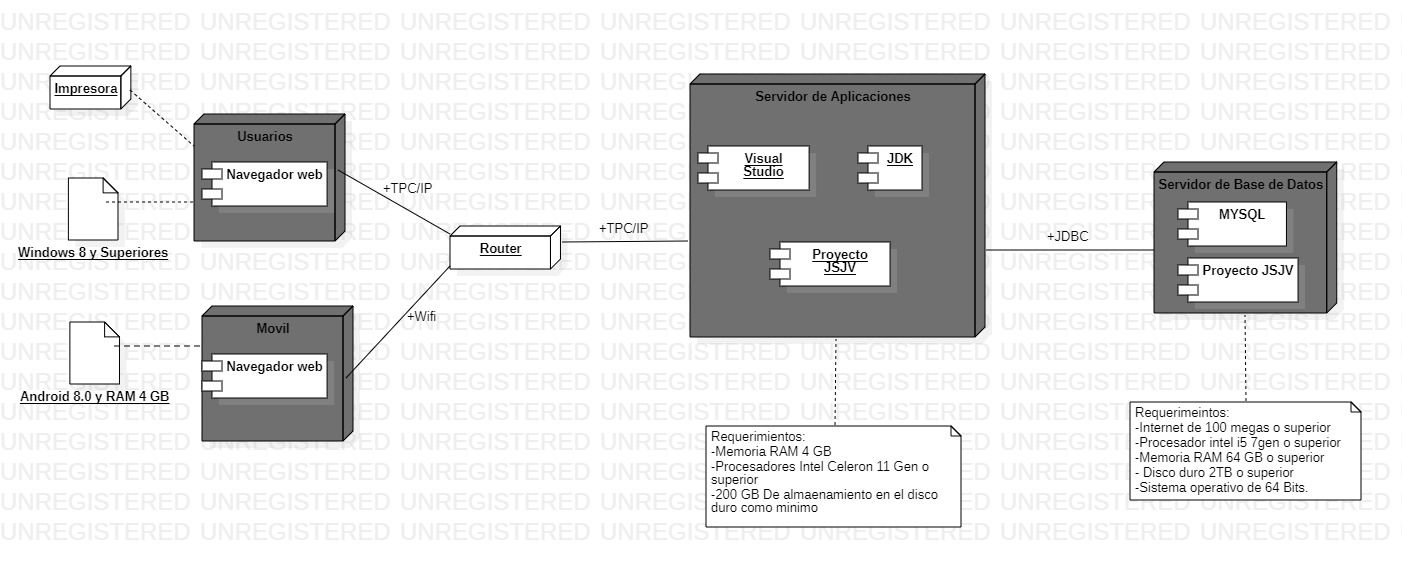 UNREGISTERED UNREGISTERED UNREGISTERED UNREGISTERED UNREGISTERED UNREGISTERED UNREGISTERED
Impresora
Usuarios
Navegador web
Windows 8 y Superiores
Movil
Navegador web
Android 8.0 y RAM 4 GB
+TPC/IP
+Wifi
Router
+TPC/IP
Servidor de Aplicaciones
Visual
Studio
JDK
Proyecto
JSJV
Requerimientos:
-Memoria RAM 4 GB
-Procesadores Intel Celeron 11 Gen o
superior
-200 GB De almaenamiento en el disco
duro como minimo
+JDBC
Servidor de Base de Datos
MYSQL
Proyecto JSJV
Requerimeintos:
-Internet de 100 megas o superior
-Procesador intel i5 7gen o superior
-Memoria RAM 64 GB o superior
- Disco duro 2TB o superior
-Sistema operativo de 64 Bits.